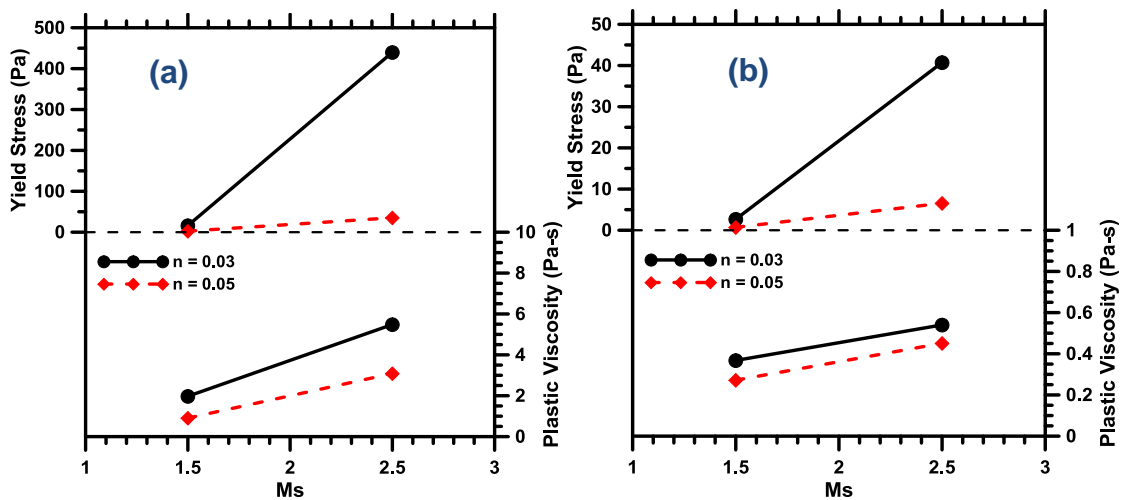 (a)
Yield Stress (Pa)
500
400
300
200
100
0
10
8
6
4
2
0
Plastic Viscosity (Pa-s)
n = 0.03
n = 0.05
1
1.5
2
2.5
3
Ms
(b)
Yield Stress (Pa)
50
40
30
20
10
0
1
0.8
0.6
0.4
0.2
0
Plastic Viscosity (Pa-s)
n = 0.03
n = 0.05
1
1.5
2
2.5
3
Ms